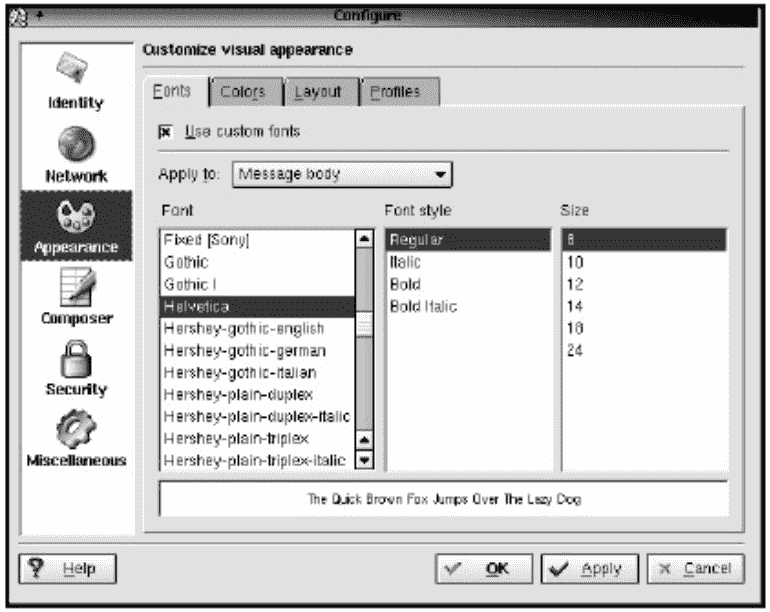 Configure
Identity
Network
Appearance
Composer
Security
Miscellaneous
Customize visual appearance
Fonts Colors Layout Profiles
Use custom fonts
Apply to: Message body
Font
Fixed [Sony]
Gothic
Gothic I
Helvetica
Hershey-gothic-english
Hershey-gothic-german
Hershey-gothic-italian
Hershey-plain-duplex
Hershey-plain-duplex-italic
Hershey-plain-triplex
Hershey-plain-triplex-italic
Font style
Regular
Italic
Bold
Bold Italic
Size
8
10
12
14
18
24
The Quick Brown Fox Jumps Over The Lazy Dog
? Help OK Apply Cancel